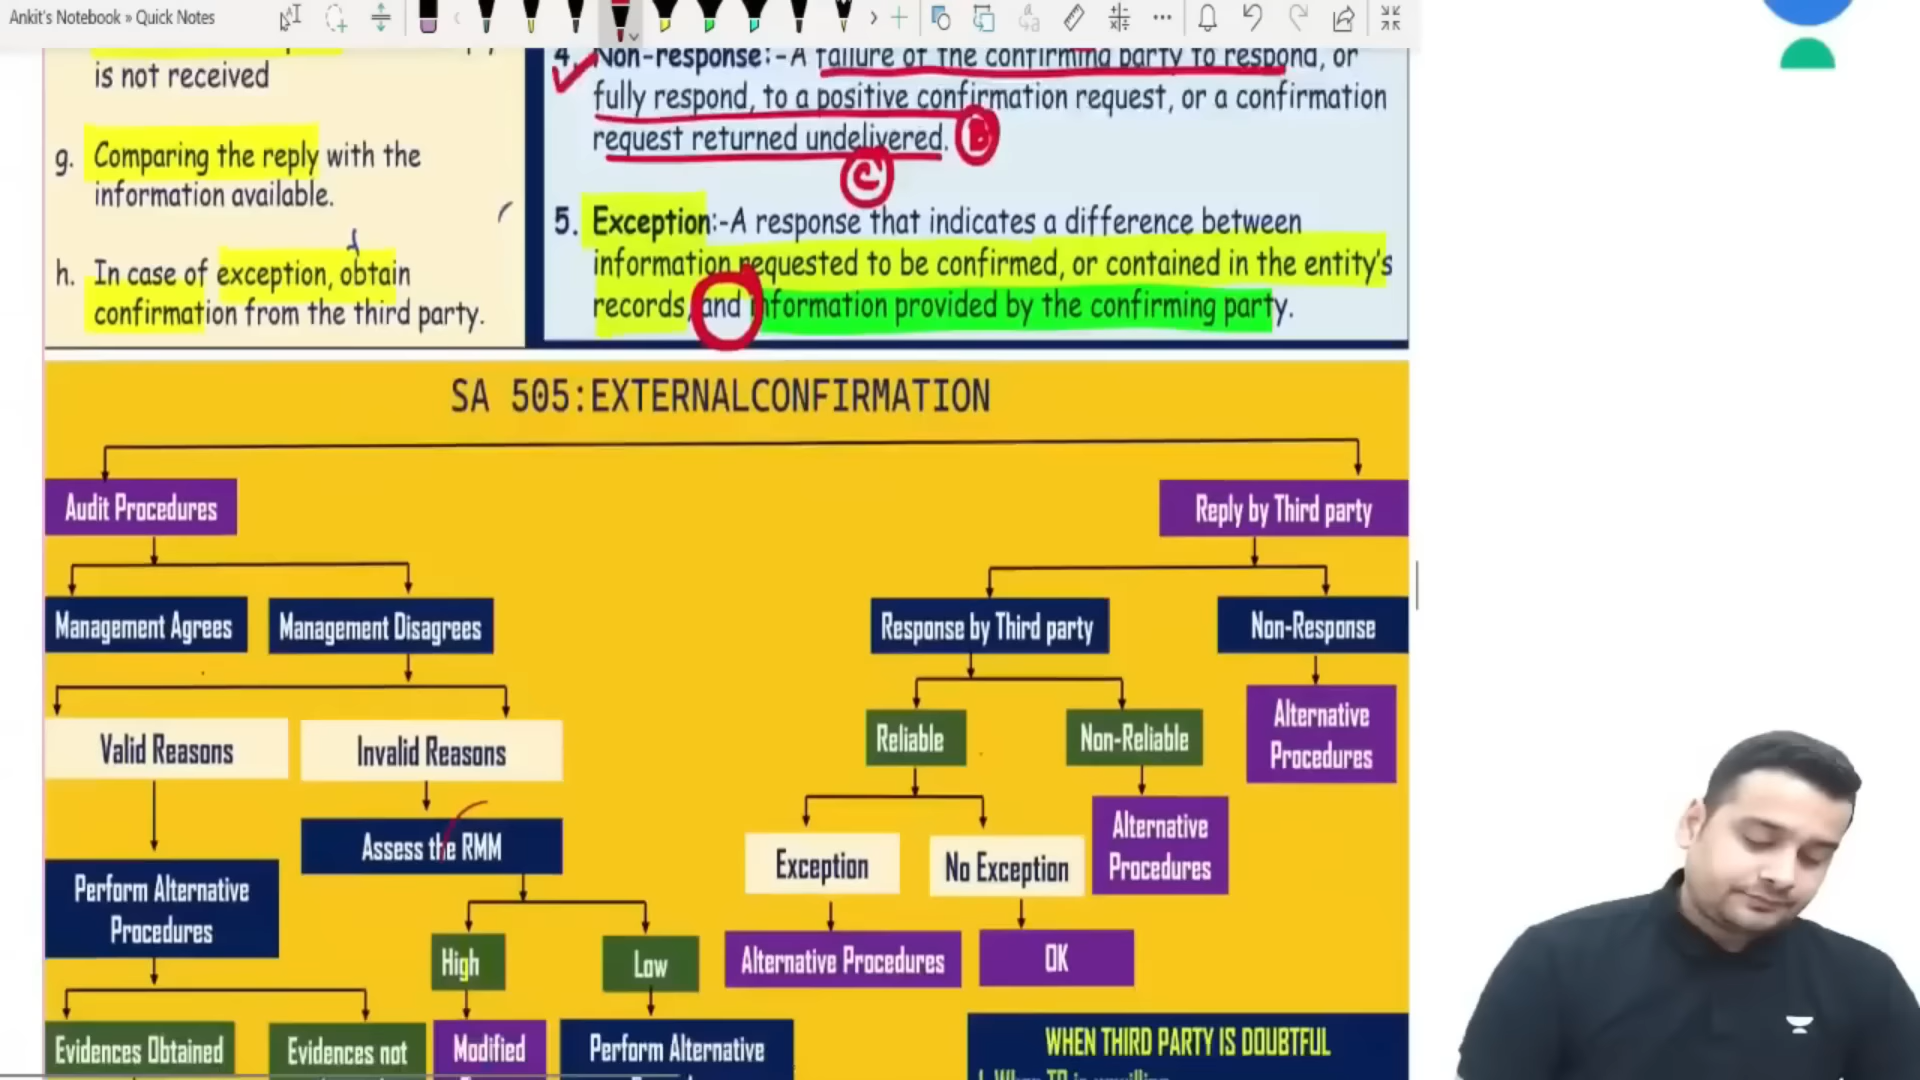 Ankit's Notebook » Quick Notes
is not received
g. Comparing the reply with the
information available.
h. In case of exception, obtain
confirmation from the third party.
4. Non-response:-A failure of the confirming party to respond, or
fully respond, to a positive confirmation request, or a confirmation
request returned undelivered.
5. Exception:-A response that indicates a difference between
information requested to be confirmed, or contained in the entity's
records, and information provided by the confirming party.
SA 505:EXTERNALCONFIRMATION
Audit Procedures
Reply by Third party
Management Agrees
Management Disagrees
Response by Third party
Non-Response
Valid Reasons
Invalid Reasons
Reliable
Non-Reliable
Alternative
Procedures
Assess the RMM
Exception
No Exception
Alternative
Procedures
Perform Alternative
Procedures
High
Low
Alternative Procedures
OK
Evidences Obtained
Evidences not
Modified
Perform Alternative
WHEN THIRD PARTY IS DOUBTFUL